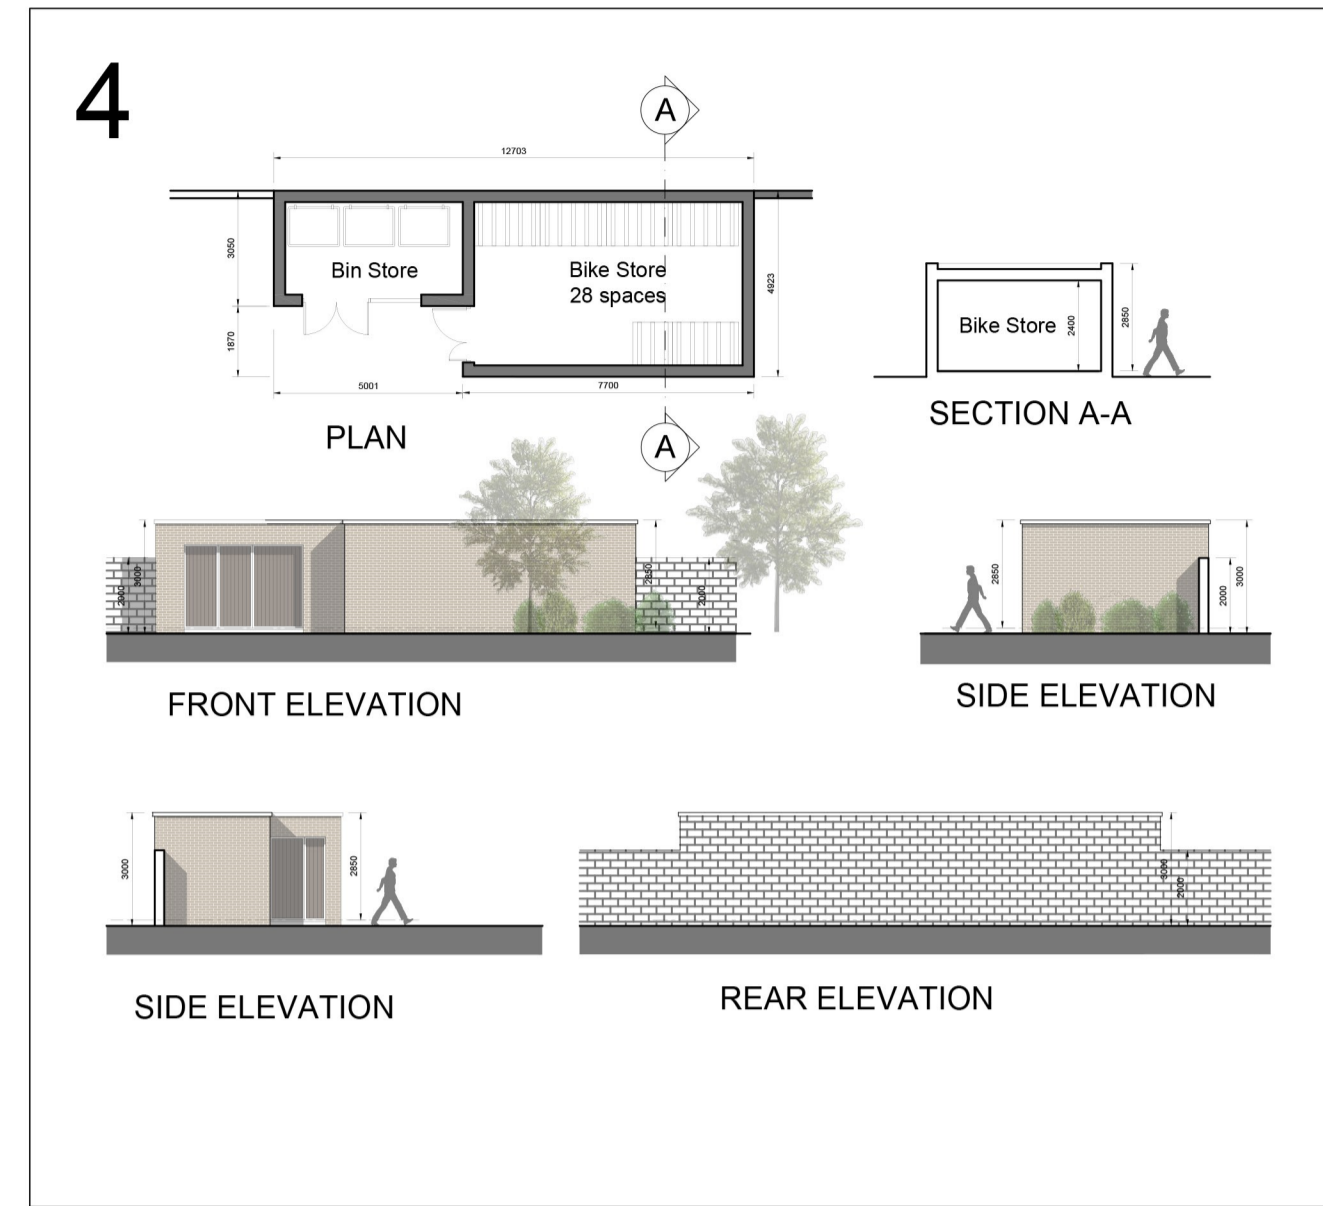 4
A
12703
3050
Bin Store
Bike Store
28 spaces
4923
1870
5001
7700
PLAN
A
Bike Store
2400
2850
SECTION A-A
2000
3000
2850
2000
FRONT ELEVATION
2850
2000
3000
SIDE ELEVATION
3000
2850
SIDE ELEVATION
3000
2000
REAR ELEVATION